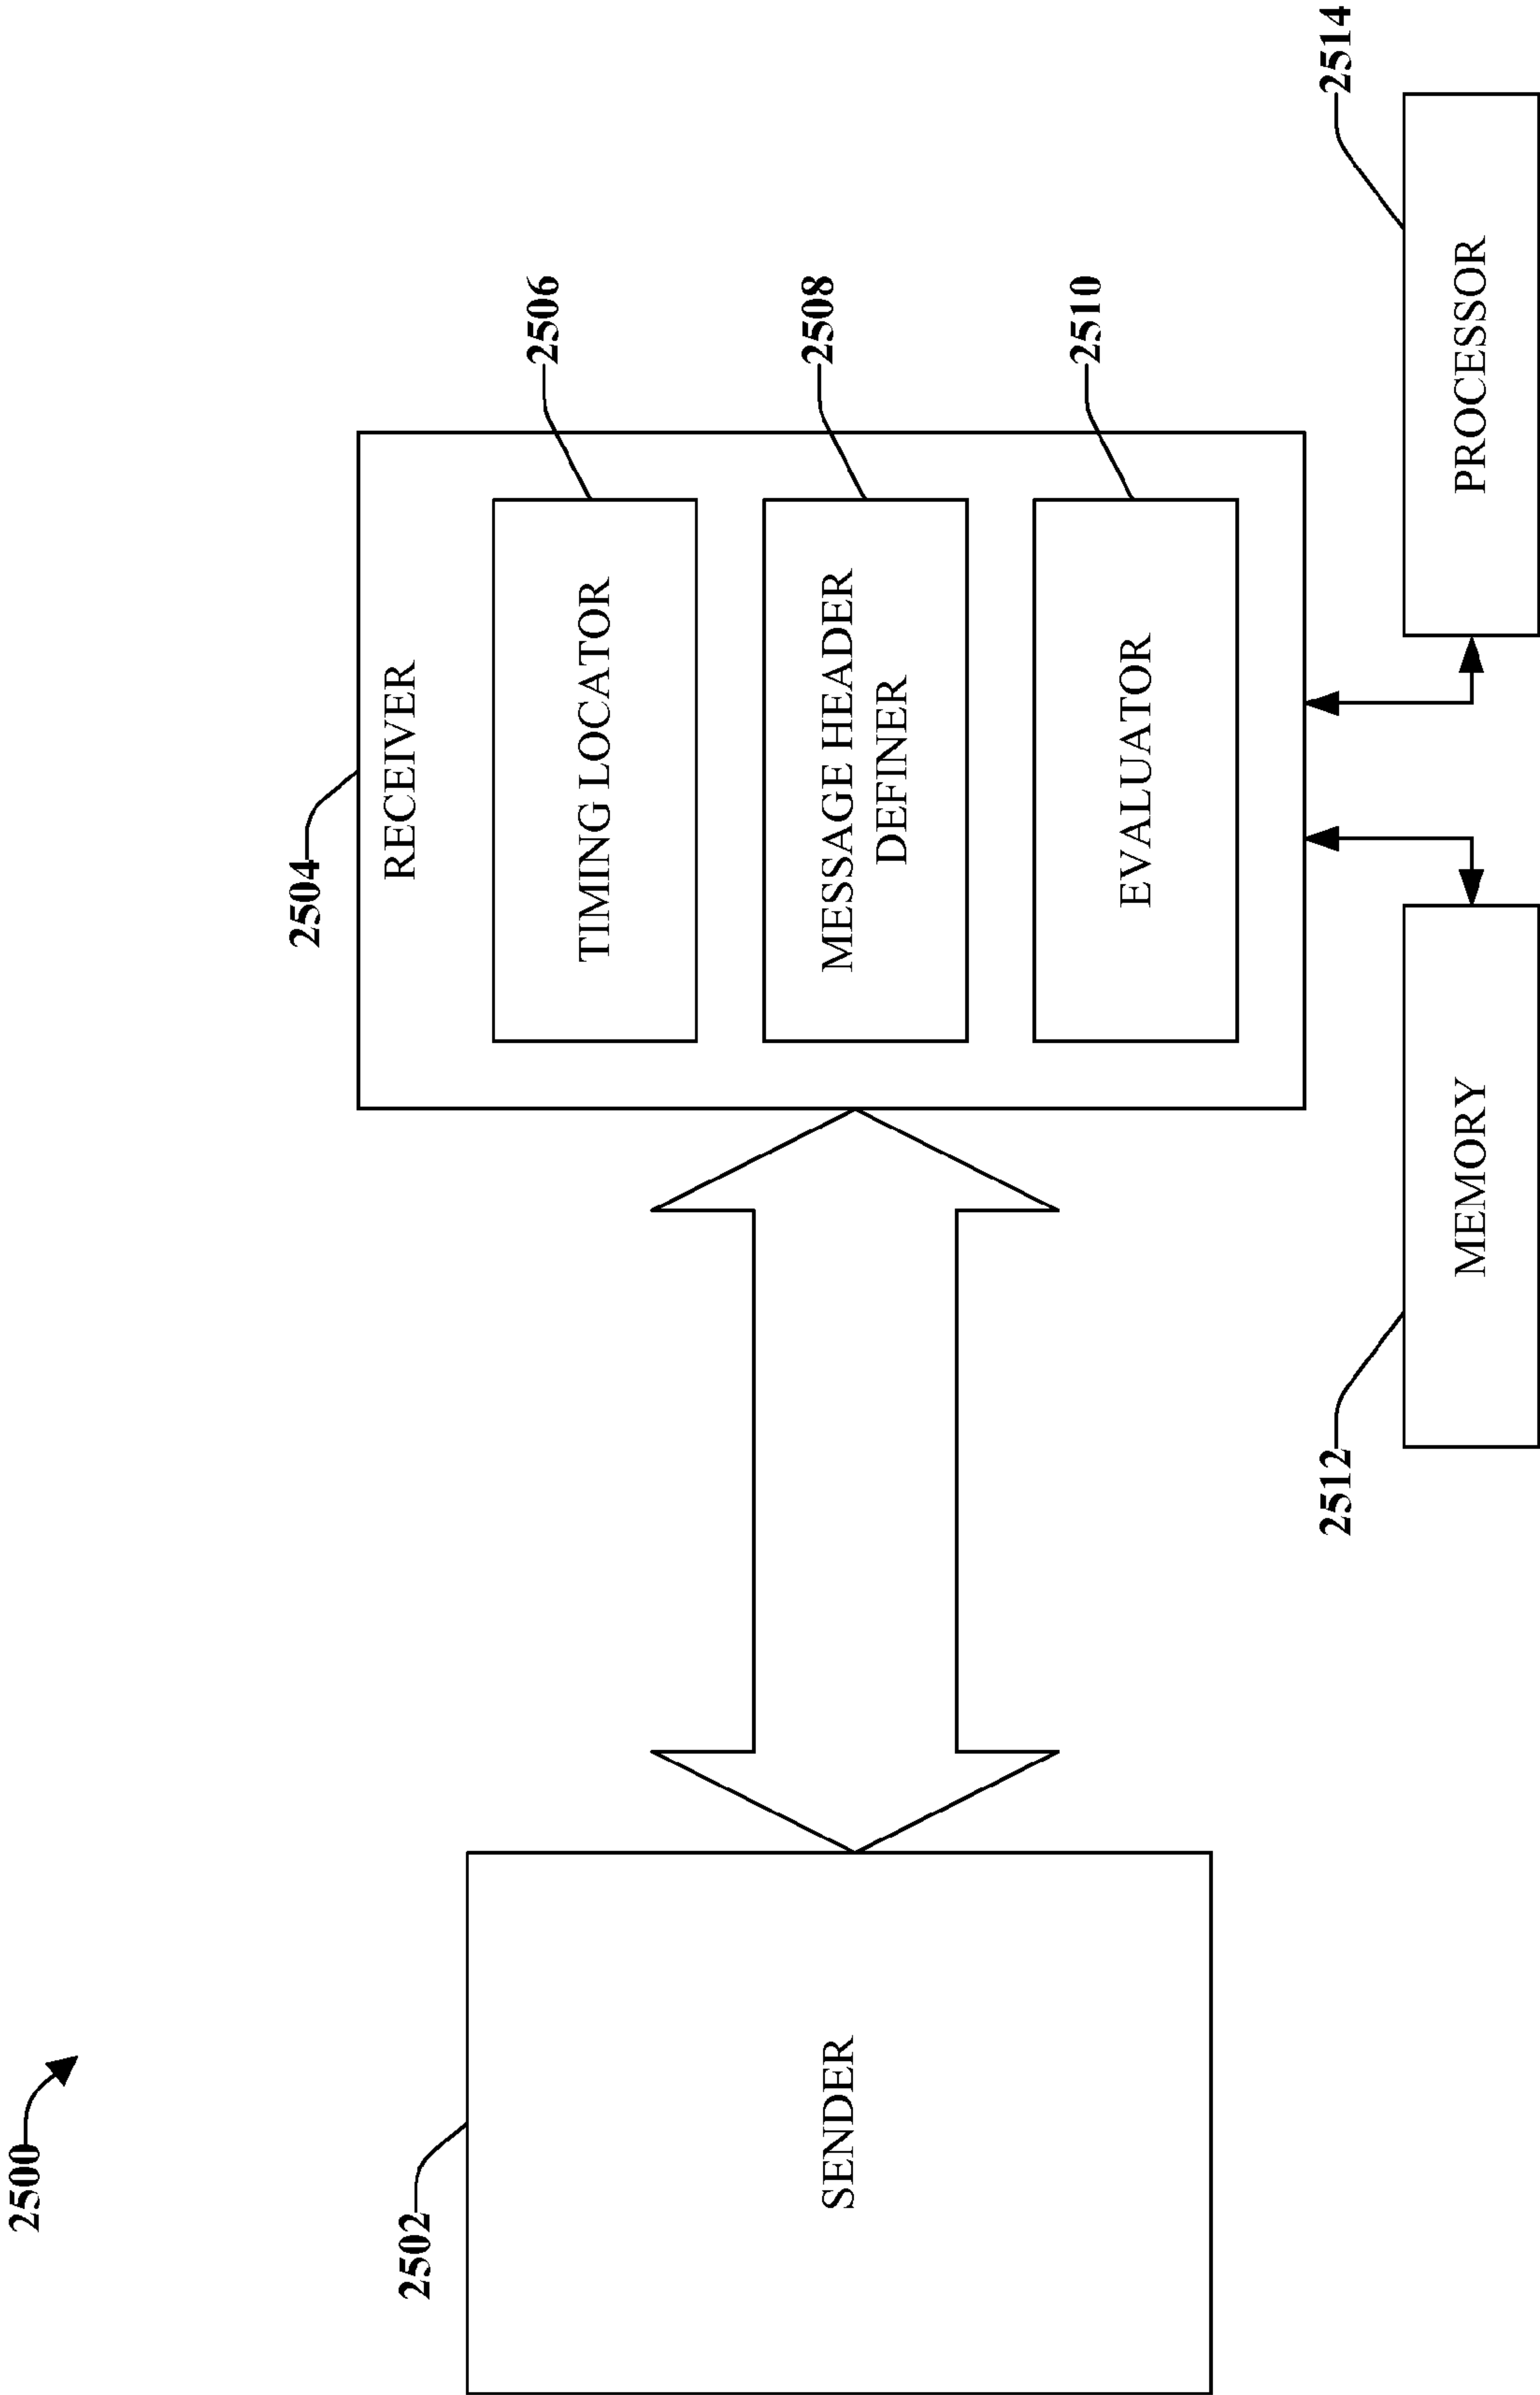 2500
2502
SENDER
2504
RECEIVER
TIMING LOCATOR
2506
MESSAGE HEADER
DEFINER
2508
EVALUATOR
2510
2512
MEMORY
2514
PROCESSOR